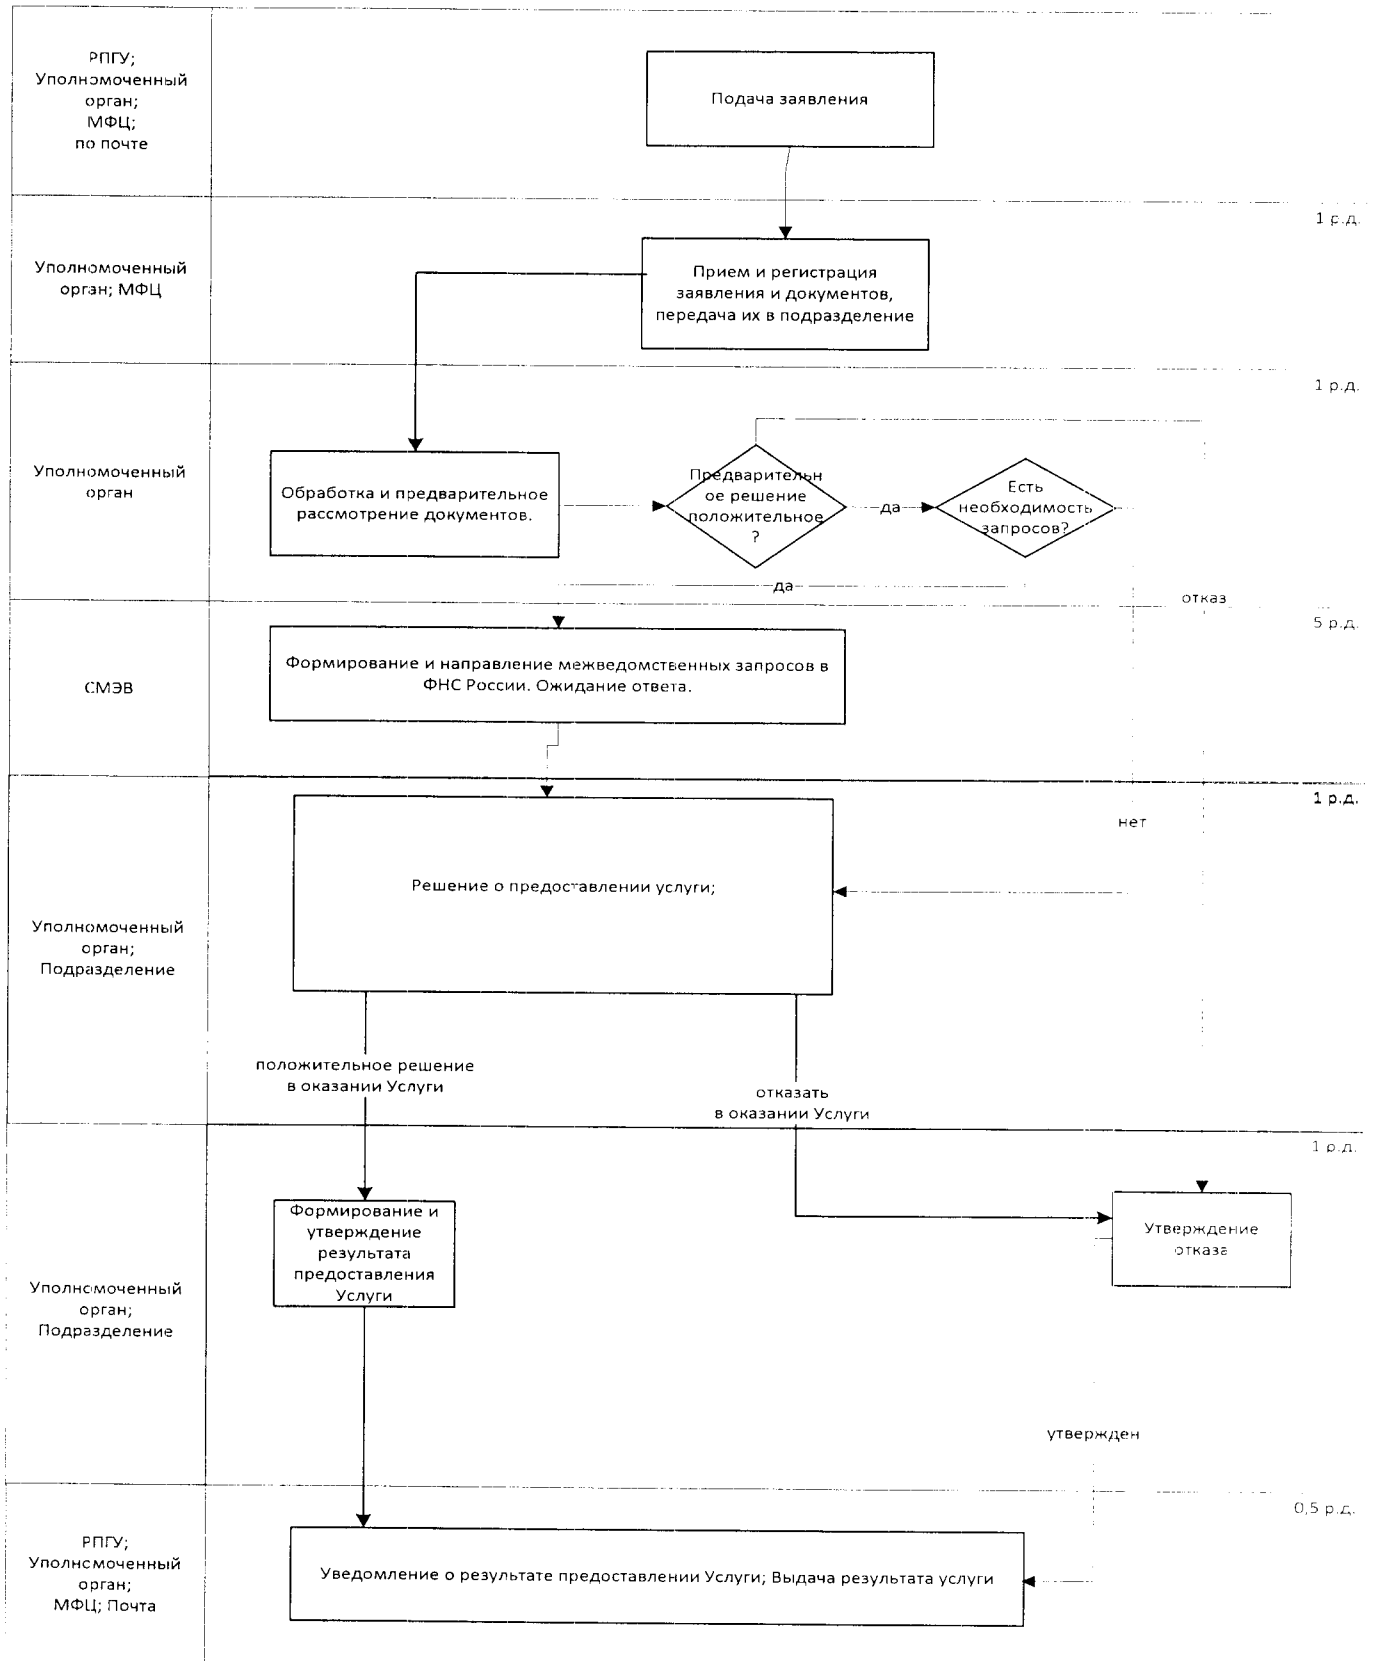 РПГУ;
Уполномоченный
орган;
МФЦ;
по почте
Подача заявления
1 р.д.
Уполномоченный
орган; МФЦ
Прием и регистрация
заявления и документов,
передача их в подразделение
1 р.д.
Уполномоченный
орган
Обработка и предварительное
рассмотрение документов.
Предварительн
ое решение
положительное
?
да
Есть
необходимость
запросов?
да
отказ
5 р.д.
СМЭВ
Формирование и направление межведомственных запросов в
ФНС России. Ожидание ответа.
1 р.д.
нет
Уполномоченный
орган;
Подразделение
Решение о предоставлении услуги;
положительное решение
в оказании Услуги
отказать
в оказании Услуги
1 р.д.
Уполномоченный
орган;
Подразделение
Формирование и
утверждение
результата
предоставления
Услуги
Утверждение
отказа
утвержден
0,5 р.д.
РПГУ;
Уполномоченный
орган;
МФЦ; Почта
Уведомление о результате предоставлении Услуги; Выдача результата услуги